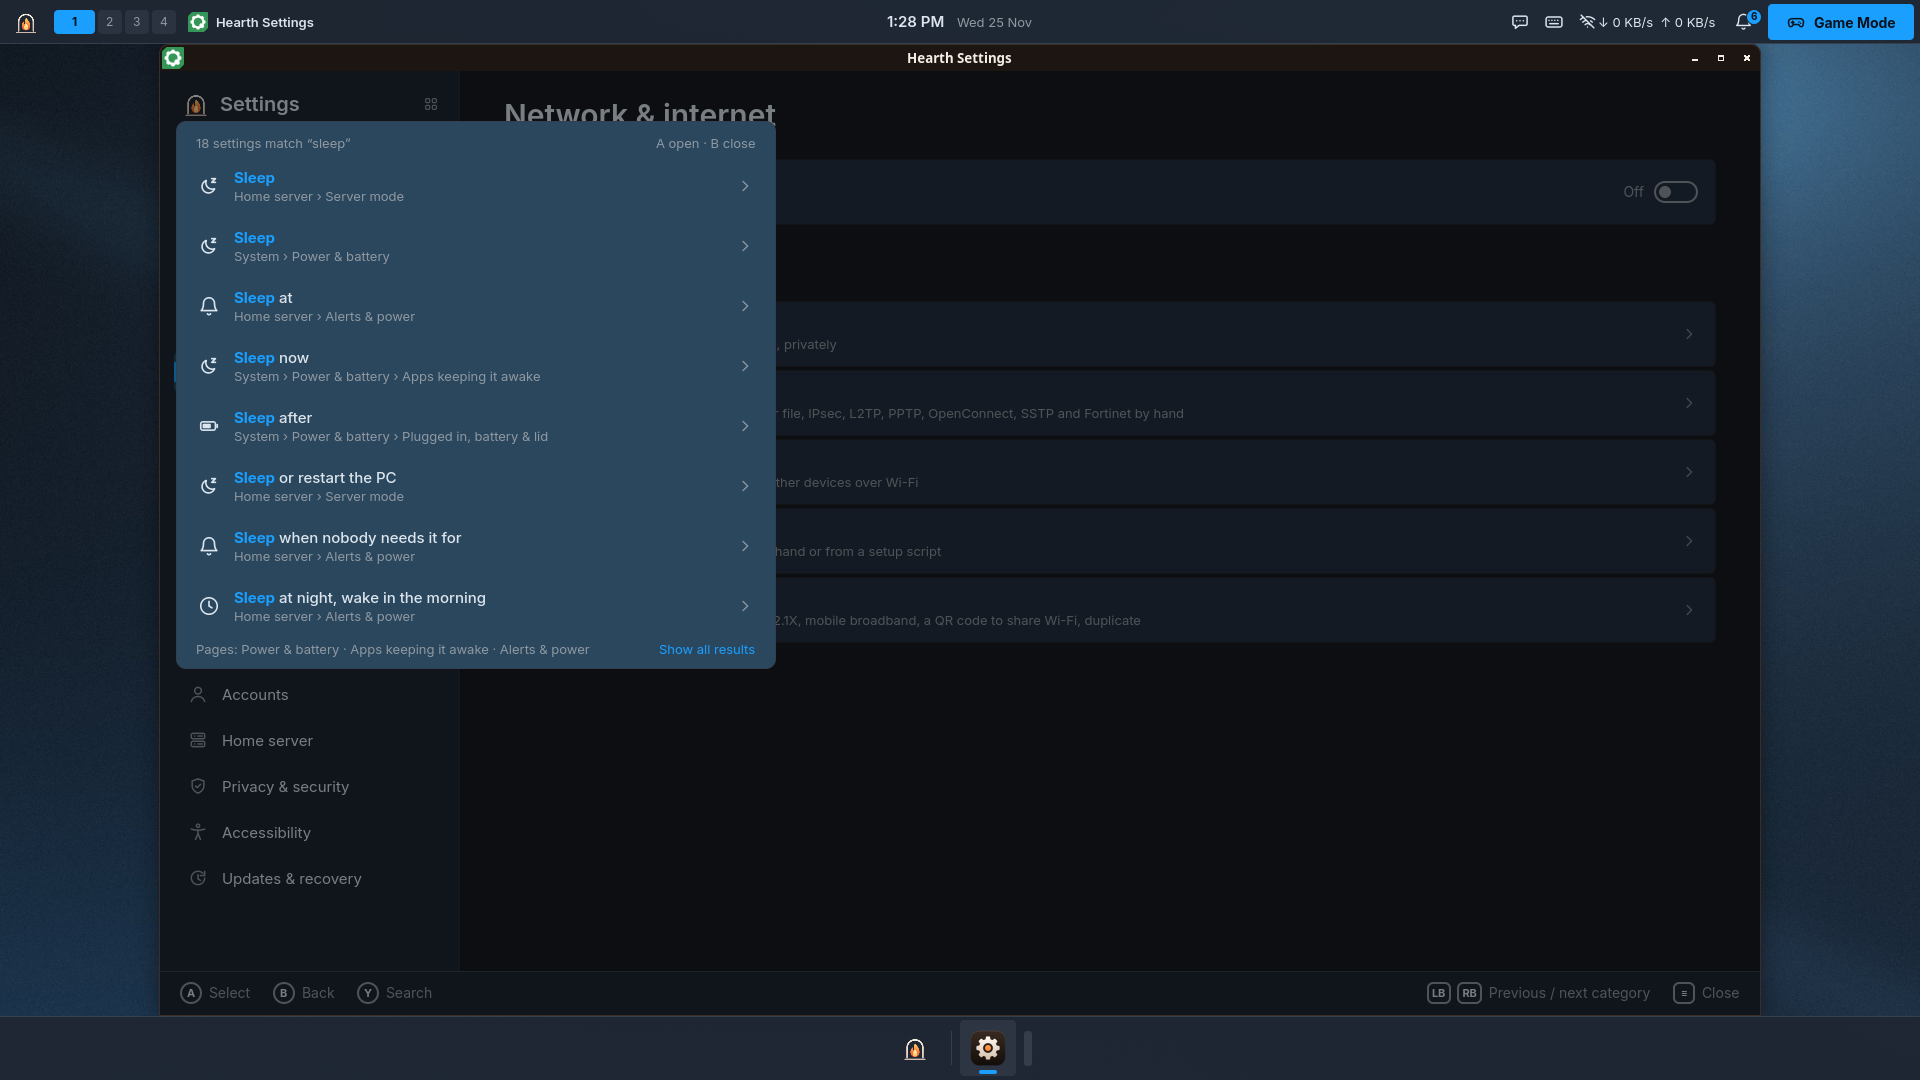 1 2 3 4 Hearth Settings 1:28 PM Wed 25 Nov 0 KB/s 0 KB/s 6 Game Mode
Hearth Settings
Settings
Network & internet
18 settings match “sleep” A open · B close
Sleep
Home server › Server mode
Off
Sleep
System › Power & battery
Sleep at
Home server › Alerts & power
, privately
Sleep now
System › Power & battery › Apps keeping it awake
Sleep after
System › Power & battery › Plugged in, battery & lid
file, IPsec, L2TP, PPTP, OpenConnect, SSTP and Fortinet by hand
Sleep or restart the PC
Home server › Server mode
ther devices over Wi-Fi
Sleep when nobody needs it for
Home server › Alerts & power
hand or from a setup script
Sleep at night, wake in the morning
Home server › Alerts & power
2.1X, mobile broadband, a QR code to share Wi-Fi, duplicate
Pages: Power & battery · Apps keeping it awake · Alerts & power Show all results
Accounts
Home server
Privacy & security
Accessibility
Updates & recovery
A Select B Back Y Search LB RB Previous / next category Close